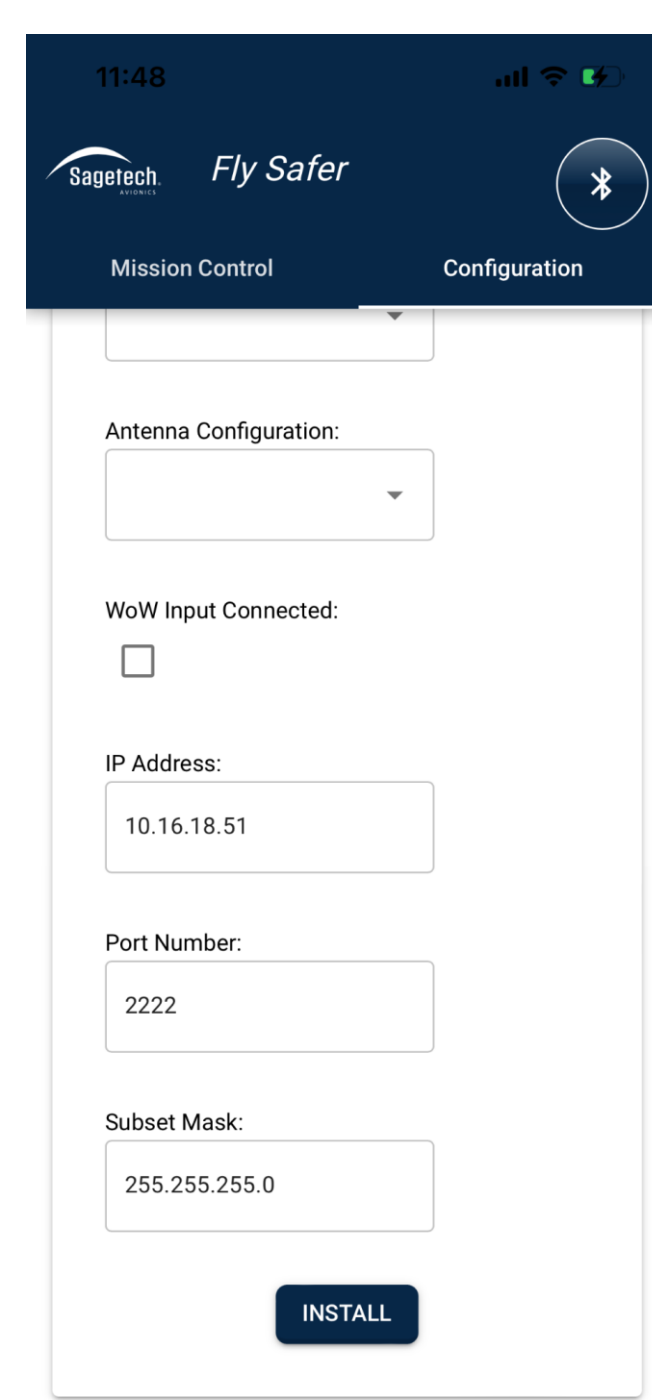 11:48
Sagetech.
AVIONICS
Fly Safer
Mission Control
Configuration
Antenna Configuration:
WoW Input Connected:
IP Address:
10.16.18.51
Port Number:
2222
Subset Mask:
255.255.255.0
INSTALL